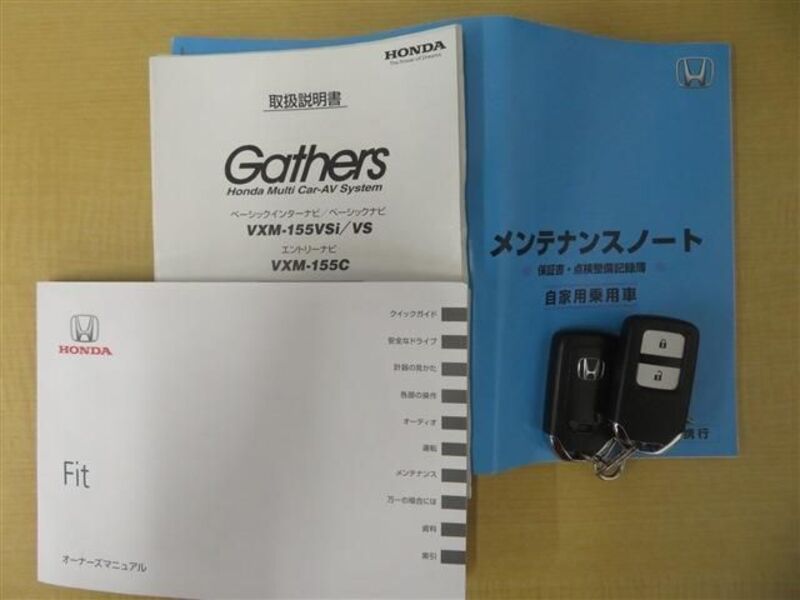 HONDA
The Power of Dreams
取扱説明書
Gathers
Honda Multi Car-AV System
ベーシックインターナビ/ベーシックナビ
VXM-155VSi/VS
エントリーナビ
VXM-155C
メンテナンスノート
保証書・点検整備記録簿
自家用乗用車
携行
HONDA
Fit
オーナーズマニュアル
クイックガイド
安全なドライブ
計器の見かた
各部の操作
オーディオ
運転
メンテナンス
万一の場合には
資料
索引